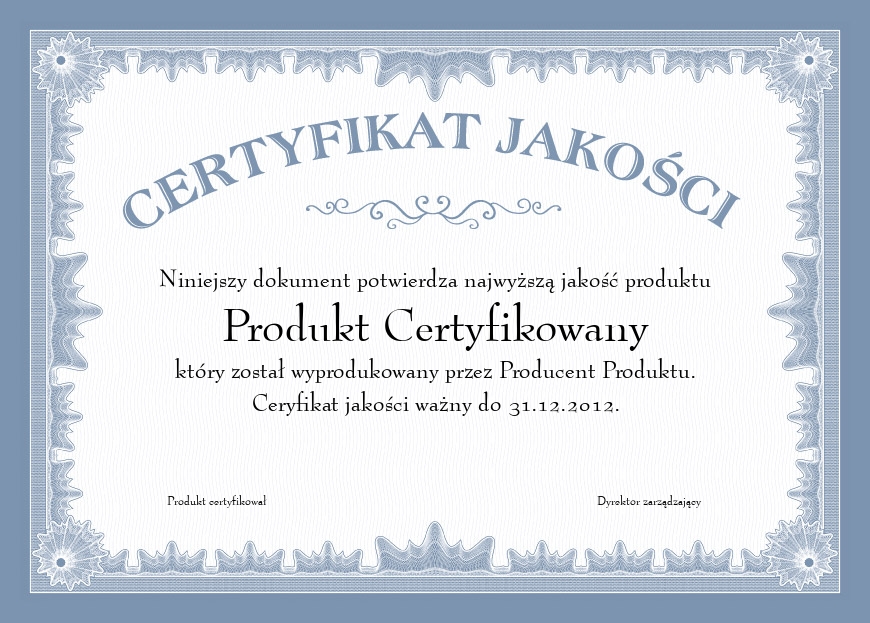 CERTYFIKAT JAKOŚCI
Niniejszy dokument potwierdza najwyższą jakość produktu
Produkt Certyfikowany
który został wyprodukowany przez Producent Produktu.
Ceryfikat jakości ważny do 31.12.2012.
Produkt certyfikował
Dyrektor zarządzający